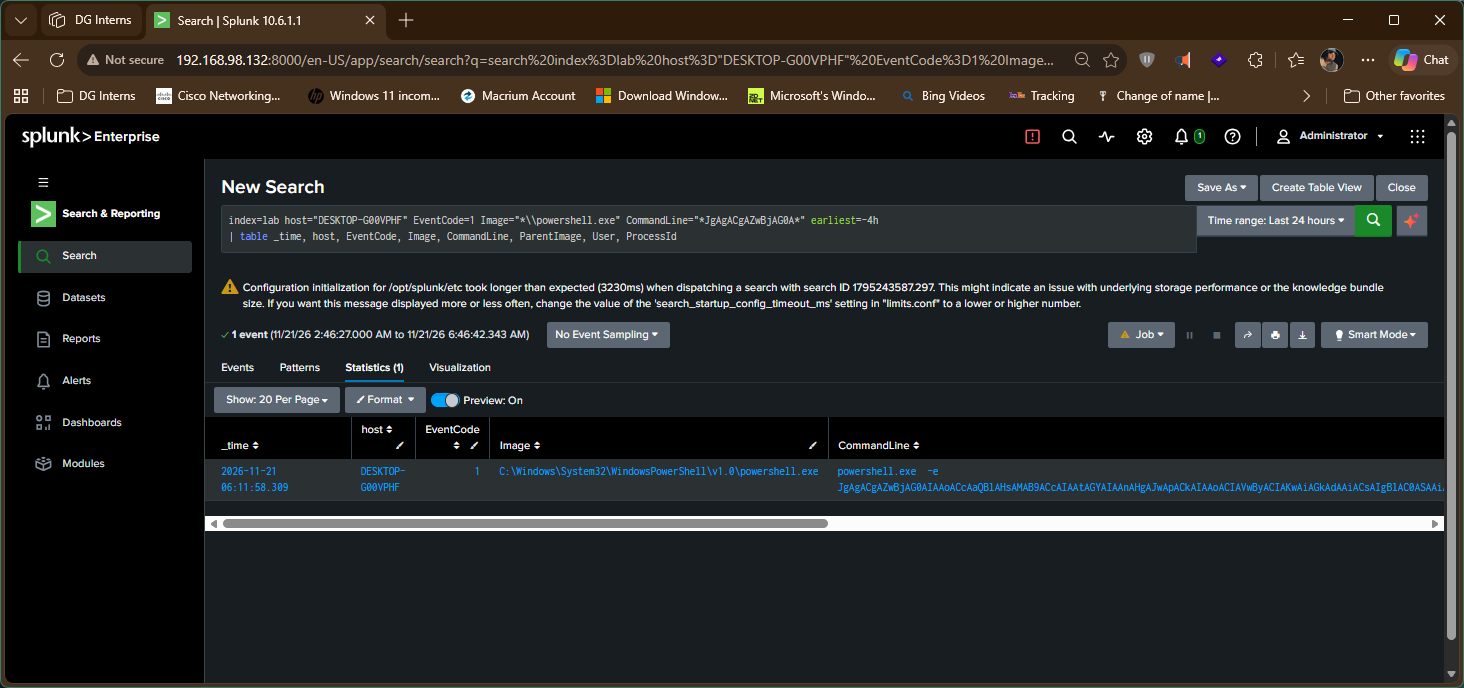 DG Interns
Search | Splunk 10.6.1.1
Not secure
192.168.98.132:8000/en-US/app/search/search?q=search%20index%3Dlab%20host%3D"DESKTOP-G00VPHF"%20EventCode%3D1%20Image...
Chat
DG Interns
Cisco Networking...
Windows 11 incom...
Macrium Account
Download Window...
Microsoft's Windo...
Bing Videos
Tracking
Change of name |...
Other favorites
splunk>Enterprise
1
Administrator
Search & Reporting
Search
Datasets
Reports
Alerts
Dashboards
Modules
New Search
Save As
Create Table View
Close
index=lab host="DESKTOP-G00VPHF" EventCode=1 Image="*\\powershell.exe" CommandLine="*JgAgACgAZwBjAG0A*" earliest=-4h
| table _time, host, EventCode, Image, CommandLine, ParentImage, User, ProcessId
Time range: Last 24 hours
Configuration initialization for /opt/splunk/etc took longer than expected (3230ms) when dispatching a search with search ID 1795243587.297. This might indicate an issue with underlying storage performance or the knowledge bundle
size. If you want this message displayed more or less often, change the value of the 'search_startup_config_timeout_ms' setting in "limits.conf" to a lower or higher number.
1 event (11/21/26 2:46:27.000 AM to 11/21/26 6:46:42.343 AM)
No Event Sampling
Job
Smart Mode
Events
Patterns
Statistics (1)
Visualization
Show: 20 Per Page
Format
Preview: On
_time
host
EventCode
Image
CommandLine
2026-11-21
06:11:58.309
DESKTOP-
G00VPHF
1
C:\Windows\System32\WindowsPowerShell\v1.0\powershell.exe
powershell.exe -e